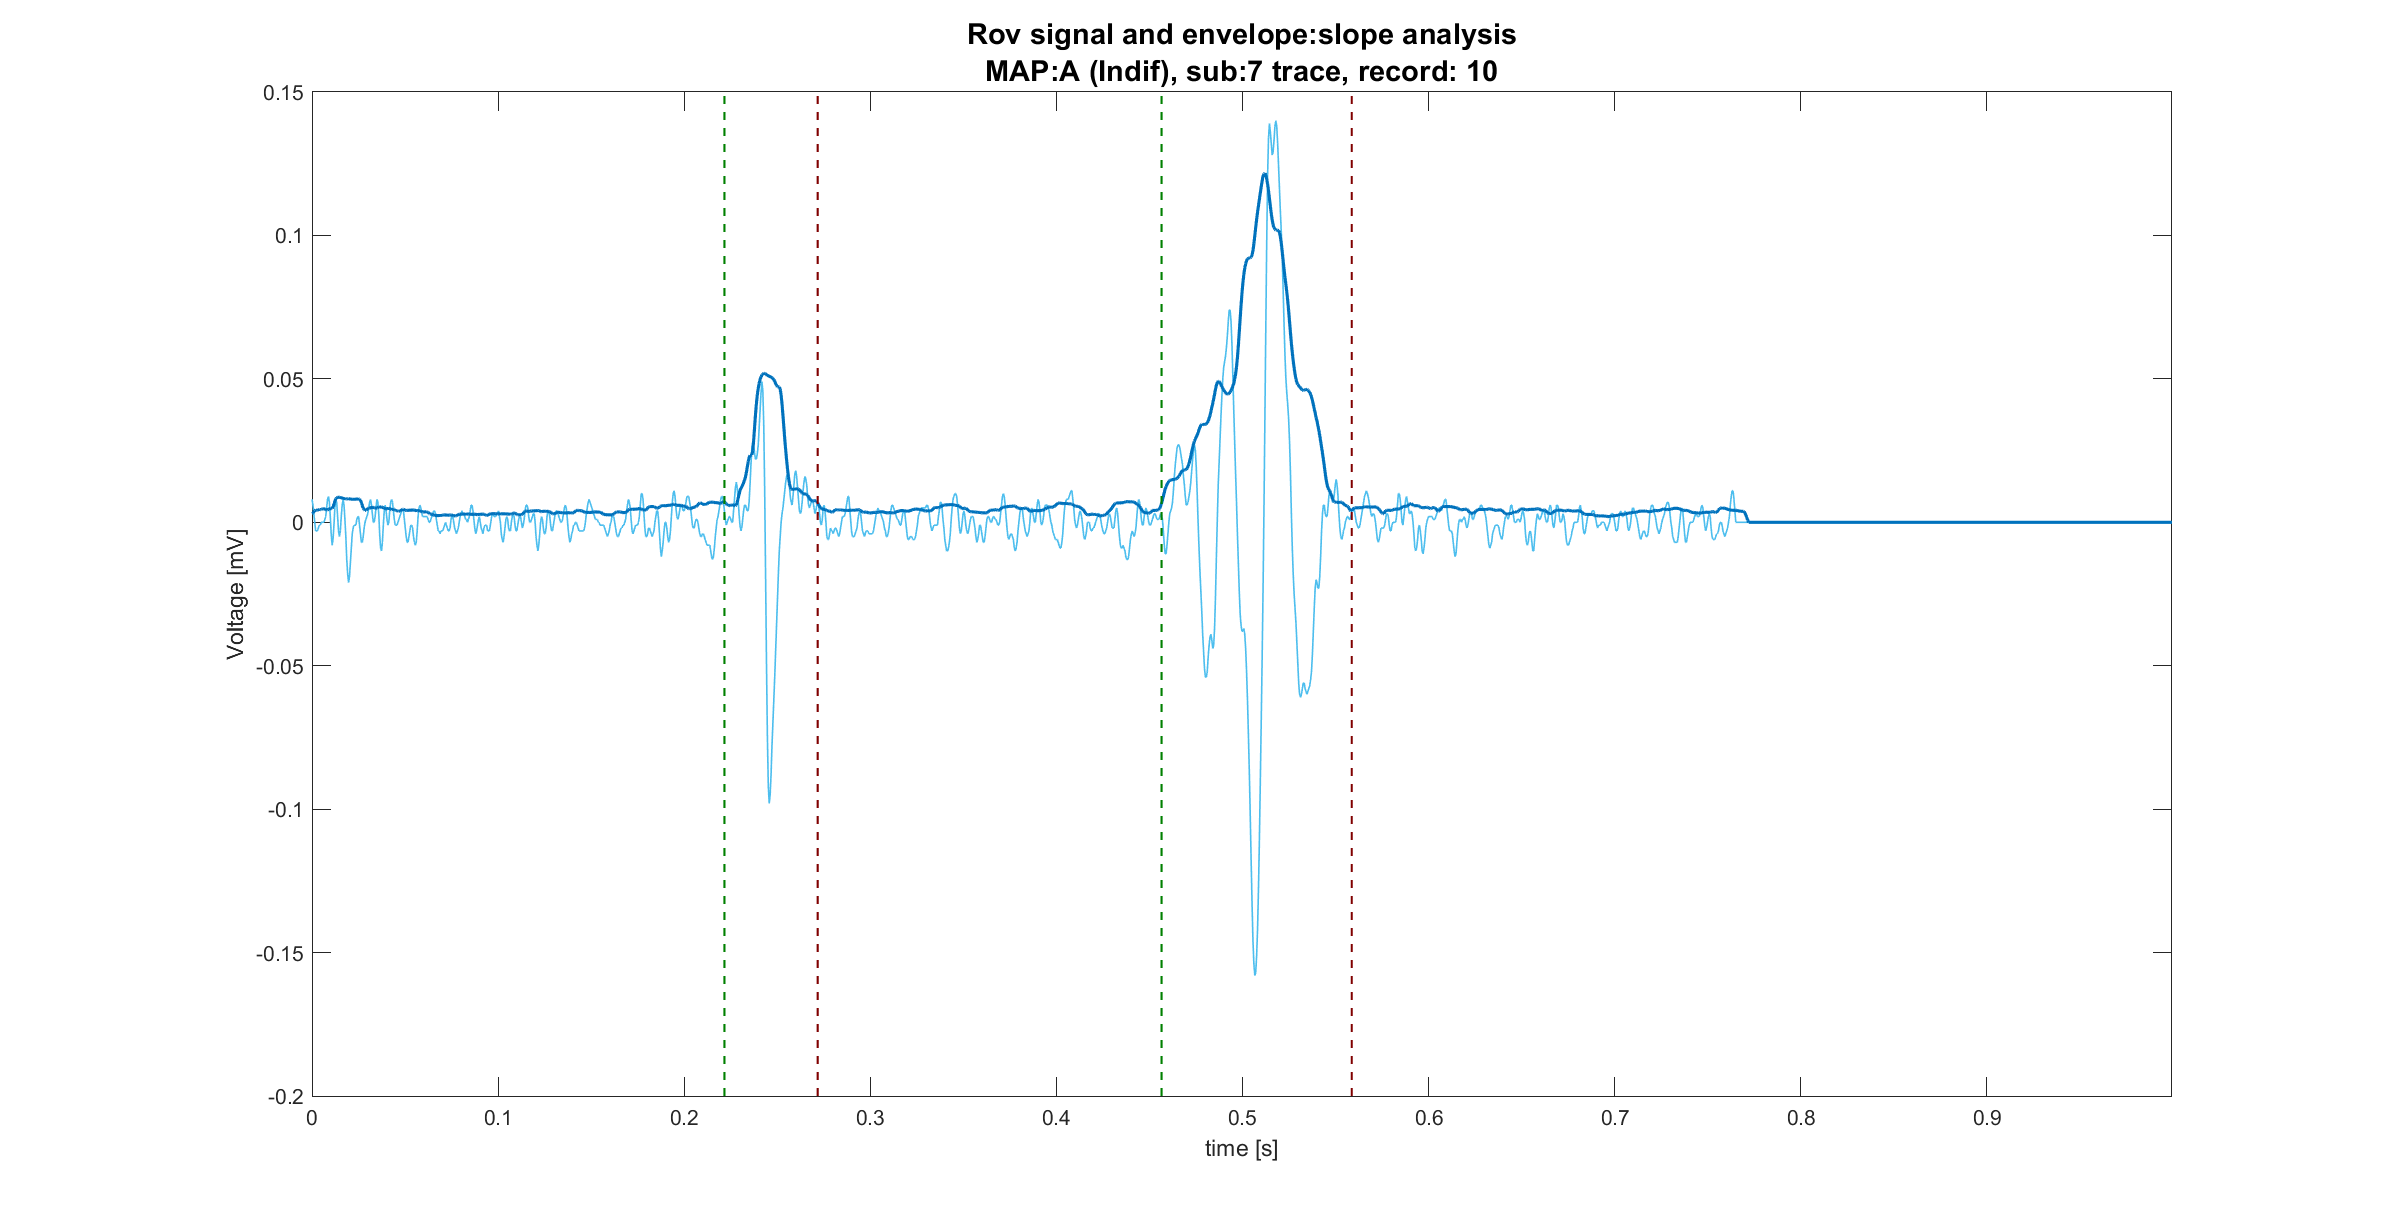 Rov signal and envelope:slope analysis
MAP:A (Indif), sub:7 trace, record: 10
0.15
0.1
0.05
0
-0.05
-0.1
-0.15
-0.2
Voltage [mV]
0 0.1 0.2 0.3 0.4 0.5 0.6 0.7 0.8 0.9
time [s]